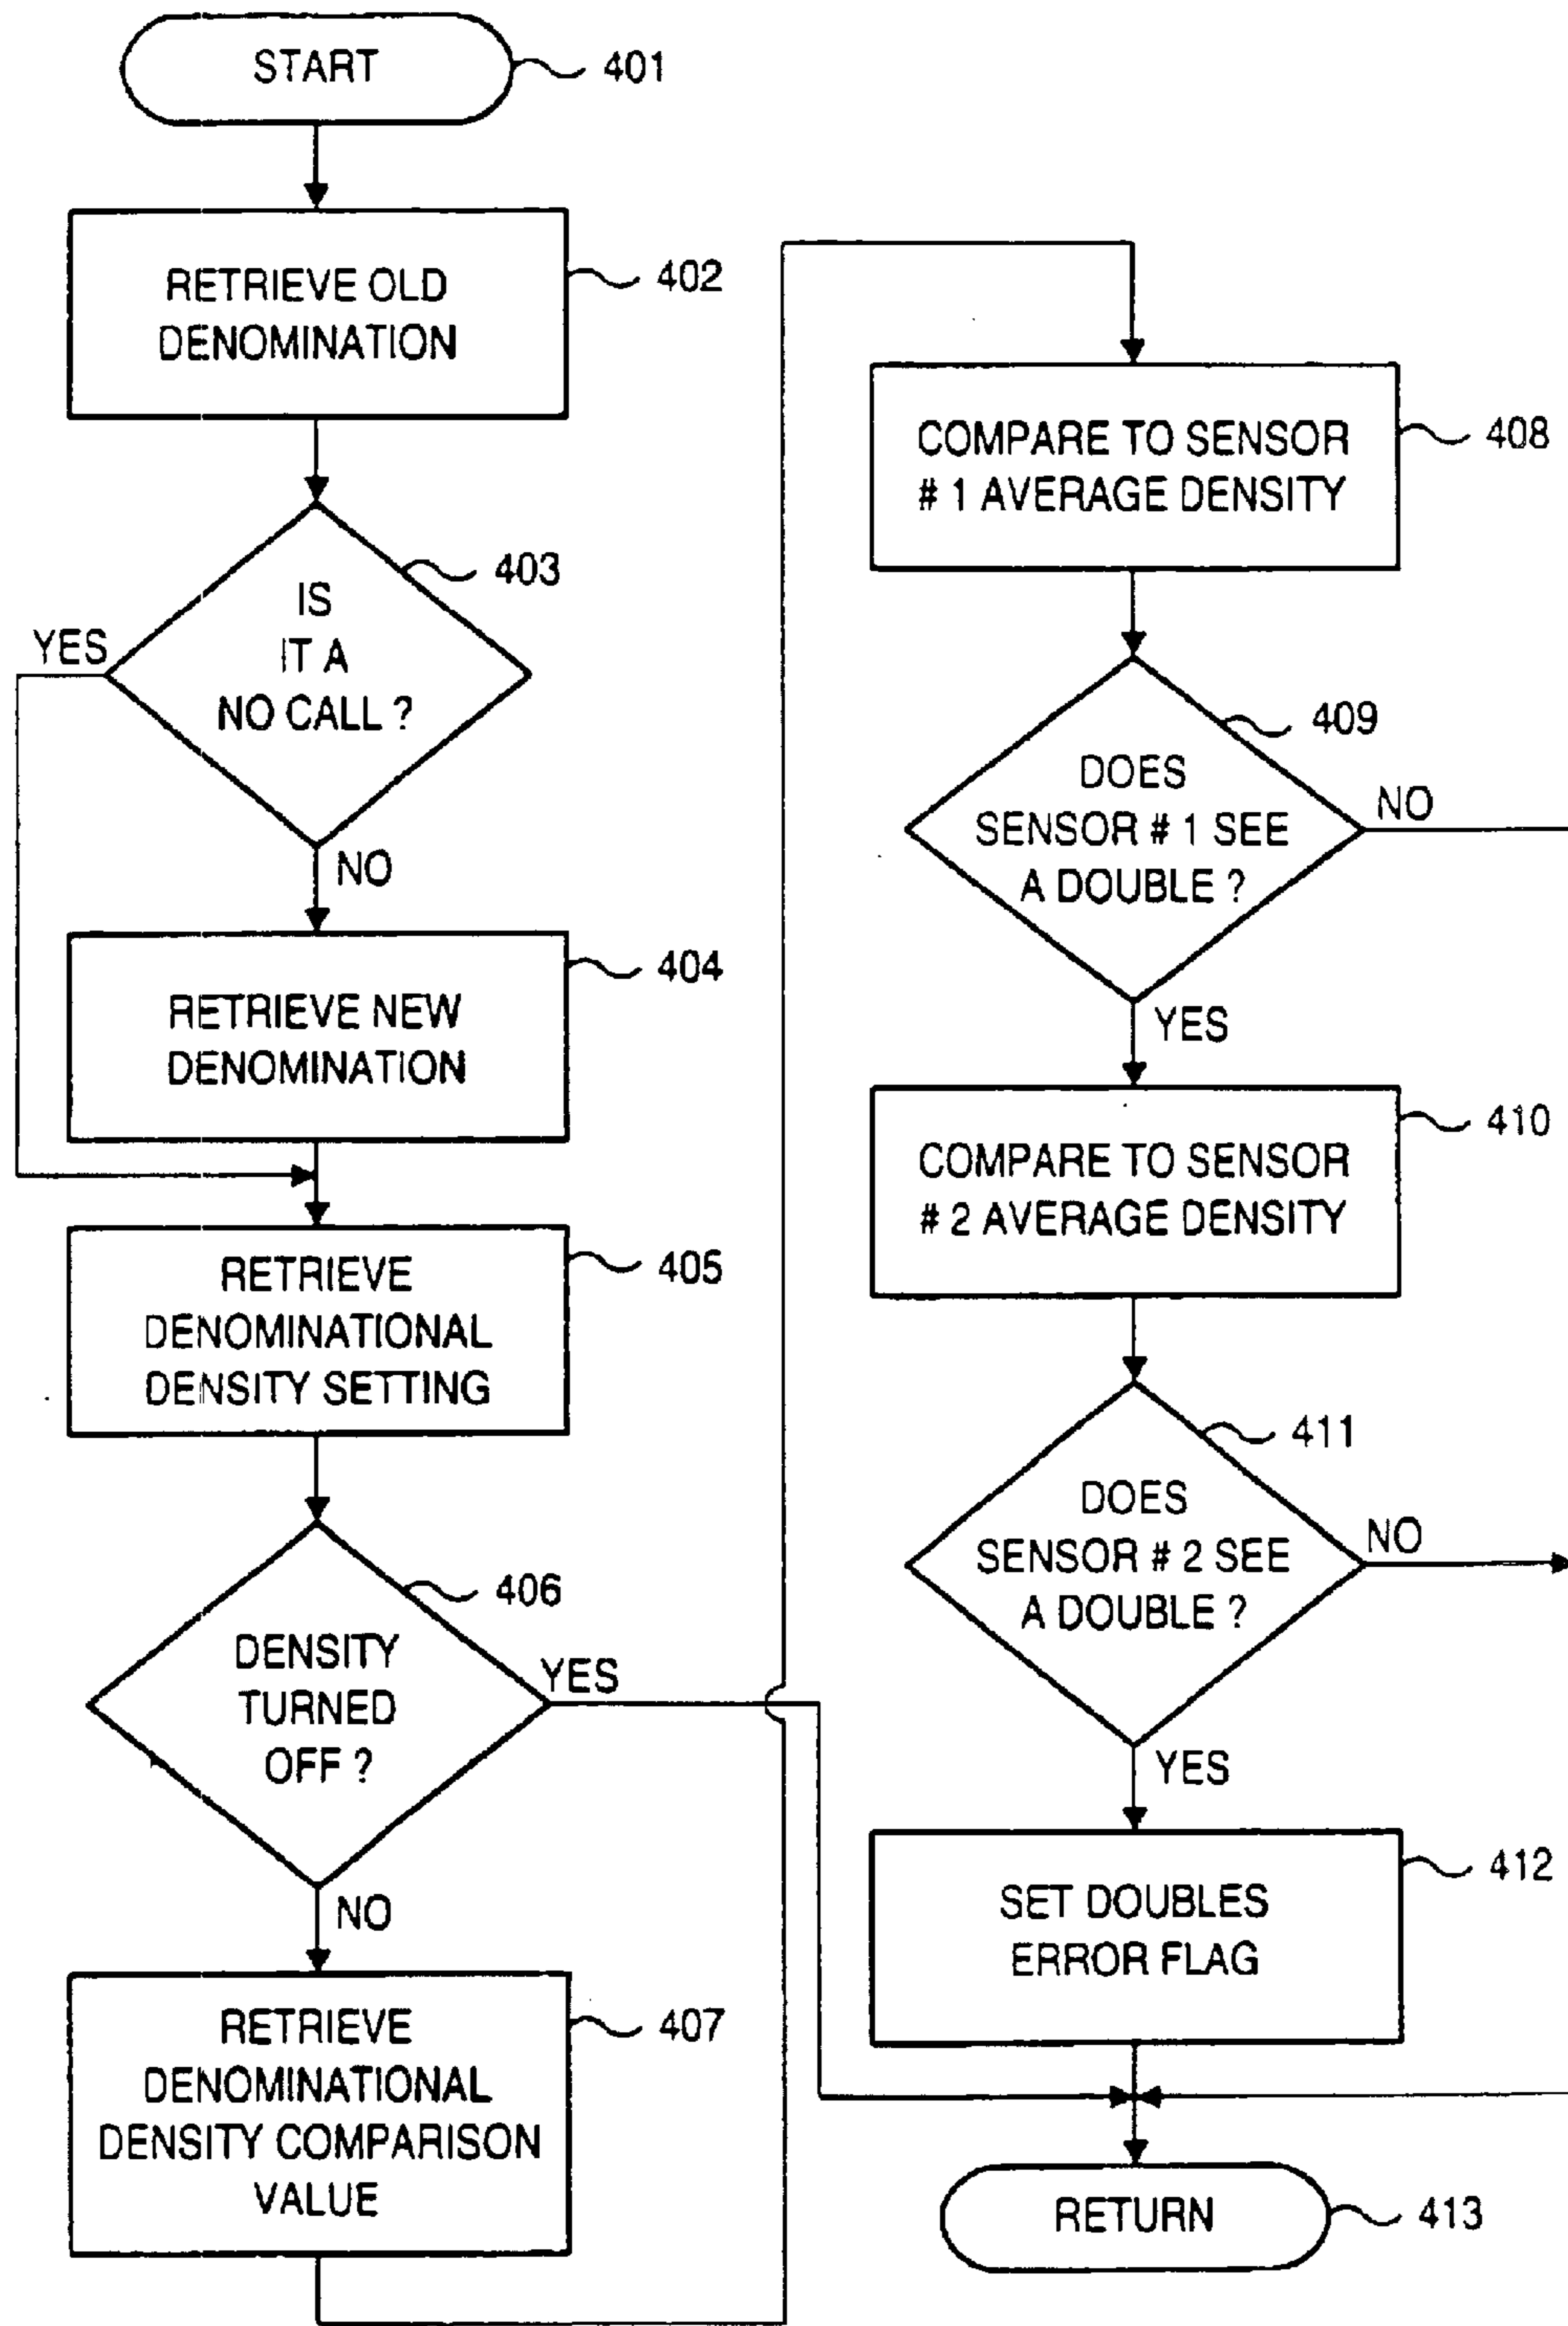 START
401
RETRIEVE OLD
DENOMINATION
402
IS
IT A
NO CALL ?
403
YES
NO
RETRIEVE NEW
DENOMINATION
404
RETRIEVE
DENOMINATIONAL
DENSITY SETTING
405
DENSITY
TURNED
OFF ?
406
YES
NO
RETRIEVE
DENOMINATIONAL
DENSITY COMPARISON
VALUE
407
COMPARE TO SENSOR
# 1 AVERAGE DENSITY
408
DOES
SENSOR # 1 SEE
A DOUBLE ?
409
NO
YES
COMPARE TO SENSOR
# 2 AVERAGE DENSITY
410
DOES
SENSOR # 2 SEE
A DOUBLE ?
411
NO
YES
SET DOUBLES
ERROR FLAG
412
RETURN
413